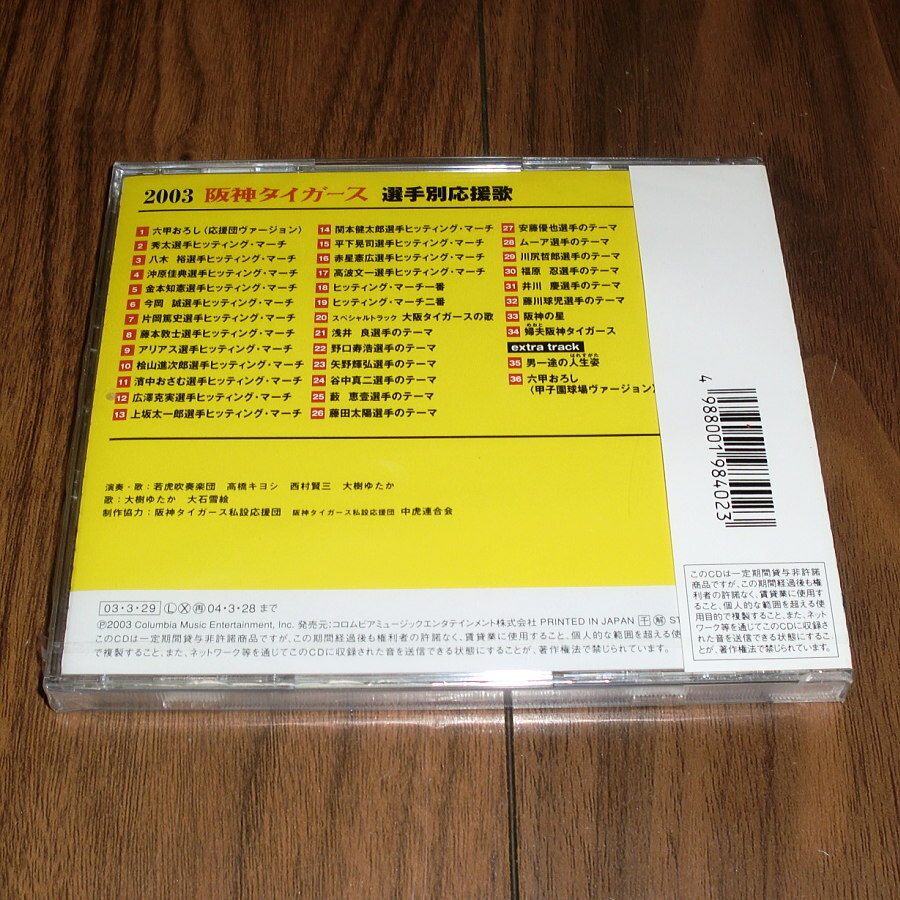 2003 阪神タイガース 選手別応援歌
1 六甲おろし(応援団ヴァージョン)
2 秀太選手ヒッティング・マーチ
3 八木 裕選手ヒッティング・マーチ
4 沖原佳典選手ヒッティング・マーチ
5 金本知憲選手ヒッティング・マーチ
6 今岡 誠選手ヒッティング・マーチ
7 片岡篤史選手ヒッティング・マーチ
8 藤本敦士選手ヒッティング・マーチ
9 アリアス選手ヒッティング・マーチ
10 桧山進次郎選手ヒッティング・マーチ
11 濱中おさむ選手ヒッティング・マーチ
12 広澤克実選手ヒッティング・マーチ
13 上坂太一郎選手ヒッティング・マーチ
14 関本健太郎選手ヒッティング・マーチ
15 平下晃司選手ヒッティング・マーチ
16 赤星憲広選手ヒッティング・マーチ
17 高波文一選手ヒッティング・マーチ
18 ヒッティング・マーチ一番
19 ヒッティング・マーチ二番
20 スペシャルトラック 大阪タイガースの歌
21 浅井 良選手のテーマ
22 野口寿浩選手のテーマ
23 矢野輝弘選手のテーマ
24 谷中真二選手のテーマ
25 藪 恵壹選手のテーマ
26 藤田太陽選手のテーマ
27 安藤優也選手のテーマ
28 ムーア選手のテーマ
29 川尻哲郎選手のテーマ
30 福原 忍選手のテーマ
31 井川 慶選手のテーマ
32 藤川球児選手のテーマ
33 阪神の星
めおと
34 婦夫阪神タイガース
extra track
はれすがた
35 男一途の人生姿
36 六甲おろし
(甲子園球場ヴァージョン)
演奏・歌:若虎吹奏楽団 高橋キヨシ 西村賢三 大樹ゆたか
歌:大樹ゆたか 大石雪絵
制作協力:阪神タイガース私設応援団 阪神タイガース私設応援団 中虎連合会
03・3・29 Ⓛ Ⓧ 再 04・3・28 まで
Ⓟ2003 Columbia Music Entertainment, Inc. 発売元:コロムビアミュージックエンタテインメント株式会社 PRINTED IN JAPAN 干 解 ST
このCDは一定期間貸与非許諾商品ですが、この期間経過後も権利者の許諾なく、賃貸業に使用すること、個人的な範囲を超える使用
で複製すること、また、ネットワーク等を通じてこのCDに収録された音を送信できる状態にすることが、著作権法で禁じられています。
4 988001 984023
このCDは一定期間貸与非許諾
商品ですが、この期間経過後も権
利者の許諾なく、賃貸業に使用す
ること、個人的な範囲を超える使
用目的で複製すること、また、ネット
ワーク等を通じてこのCDに収録さ
れた音を送信できる状態にするこ
とが、著作権法で禁じられています。